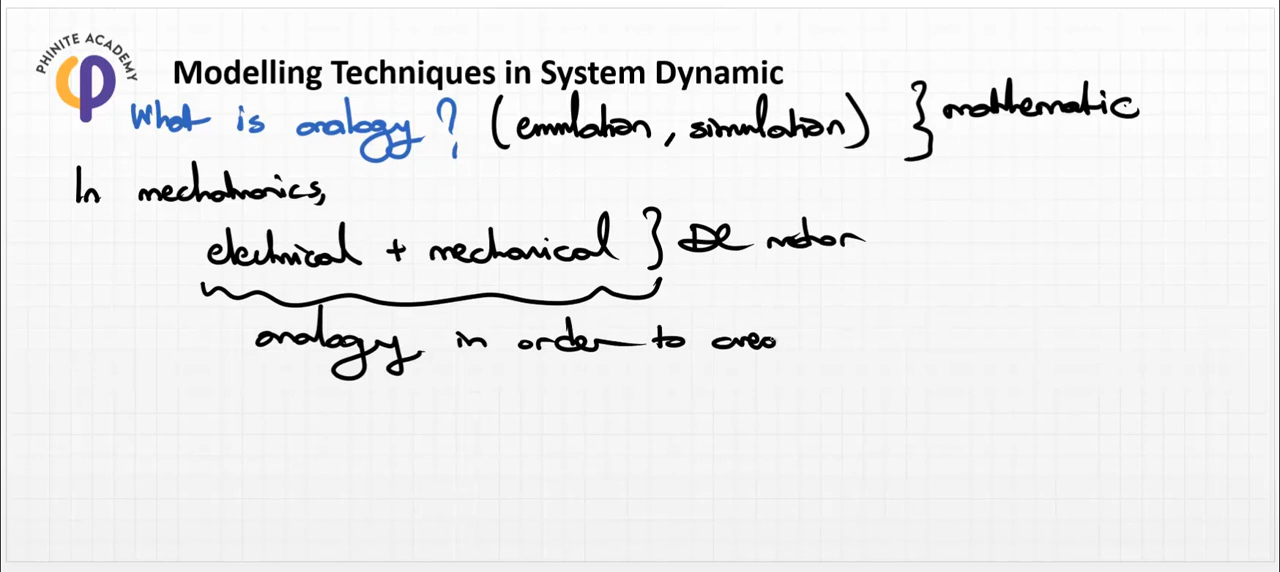 PHINITE ACADEMY
Modelling Techniques in System Dynamic
What is analogy? (emulation, simulation) } mathematic
In mechatronics,
electrical + mechanical } DC motor
analogy in order to crea